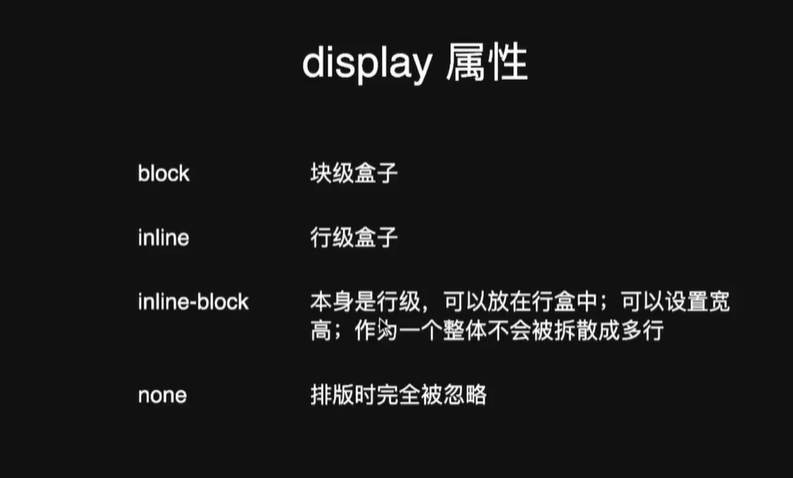 display 属性
block 块级盒子
inline 行级盒子
inline-block 本身是行级，可以放在行盒中；可以设置宽
高；作为一个整体不会被拆散成多行
none 排版时完全被忽略